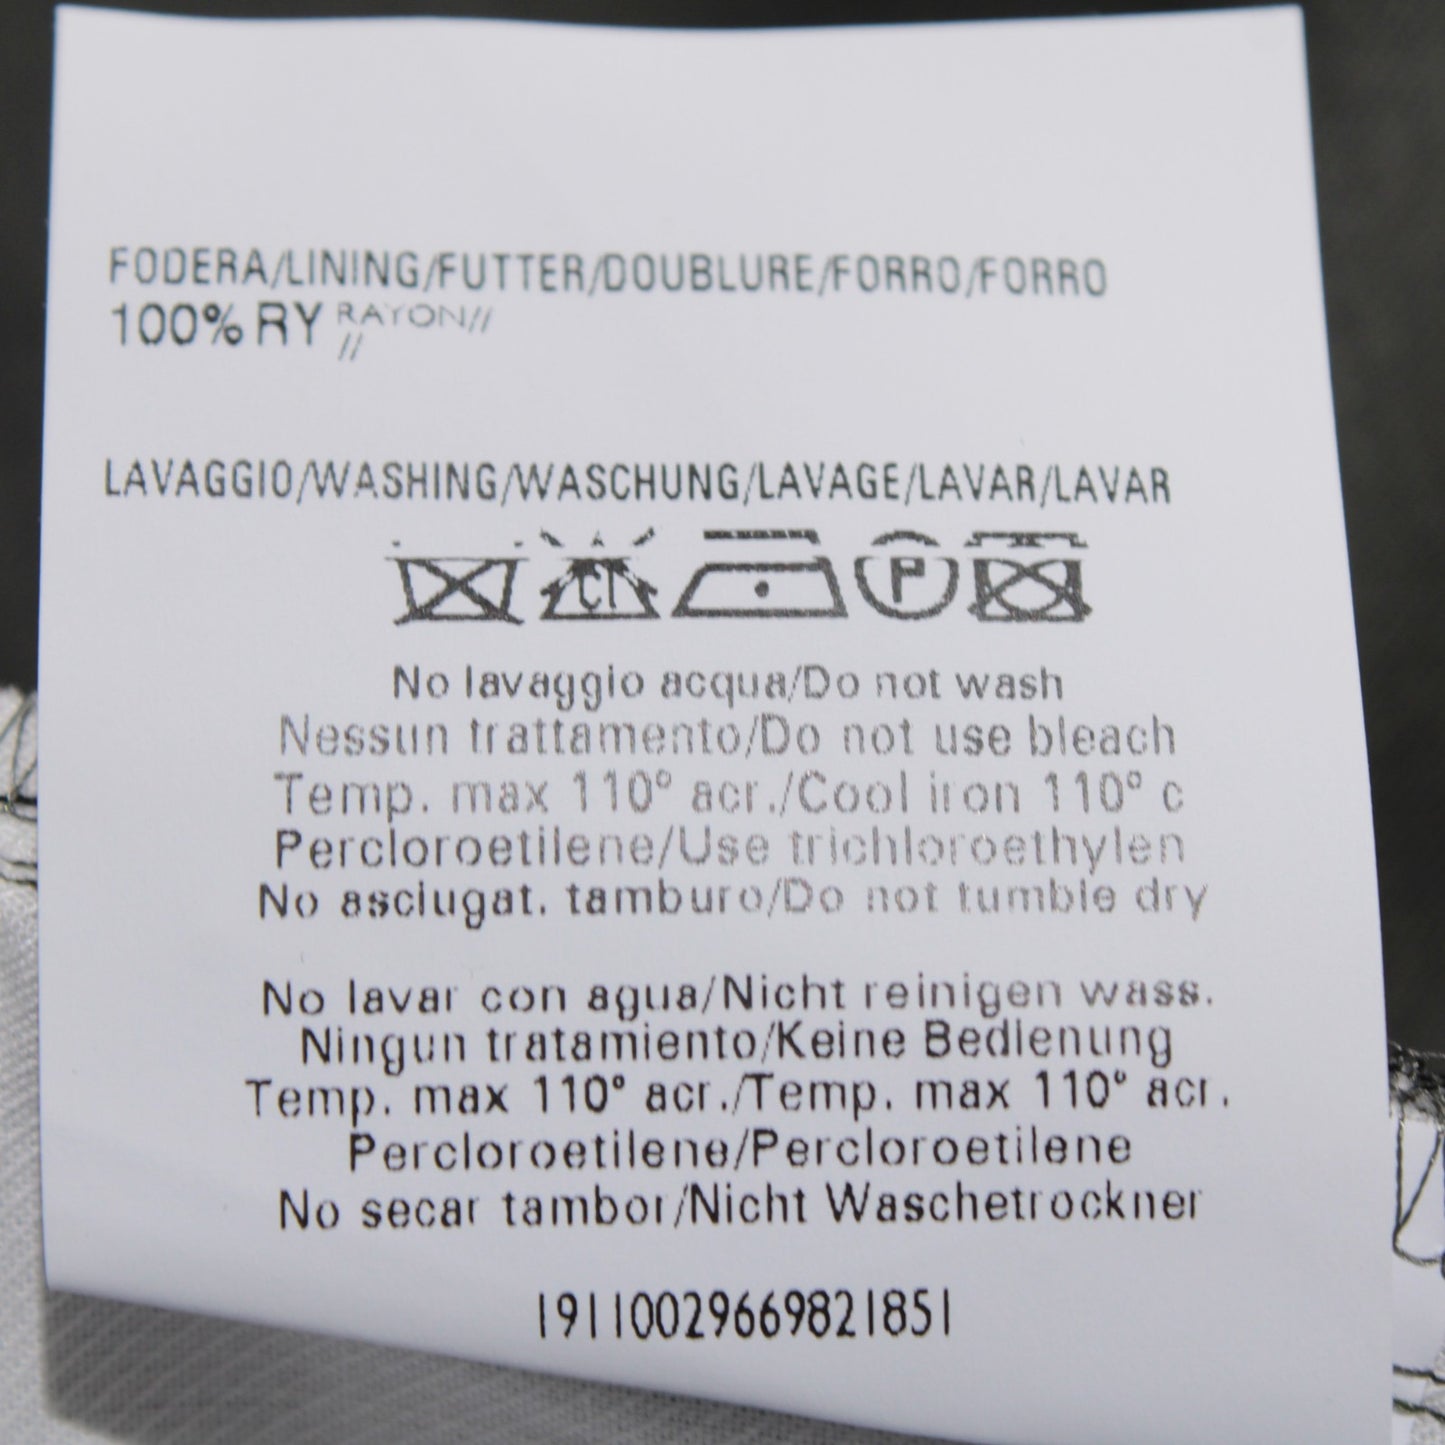 FODERA/LINING/FUTTER/DOUBLURE/FORRO/FORRO
100% RY RAYON//
//
LAVAGGIO/WASHING/WASCHUNG/LAVAGE/LAVAR/LAVAR
CI P
No lavaggio acqua/Do not wash
Nessun trattamento/Do not use bleach
Temp. max 110° acr./Cool iron 110° c
Percloroetilene/Use trichloroethylen
No asciugat. tamburo/Do not tumble dry
No lavar con agua/Nicht reinigen wass.
Ningun tratamiento/Keine Bedienung
Temp. max 110° acr./Temp. max 110° acr.
Percloroetilene/Percloroetilene
No secar tambor/Nicht Waschetrockner
1911002966982​1851